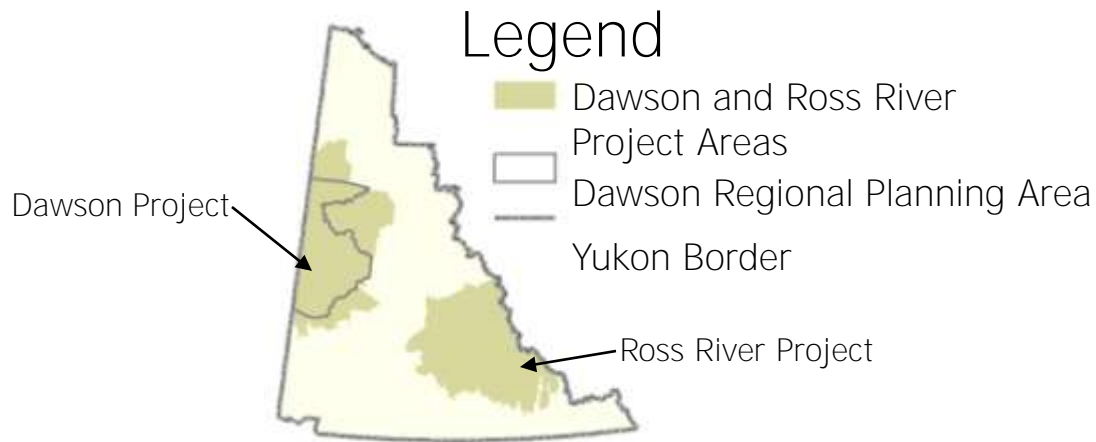 Legend
Dawson and Ross River
Project Areas
Dawson Regional Planning Area
Yukon Border
Dawson Project
Ross River Project